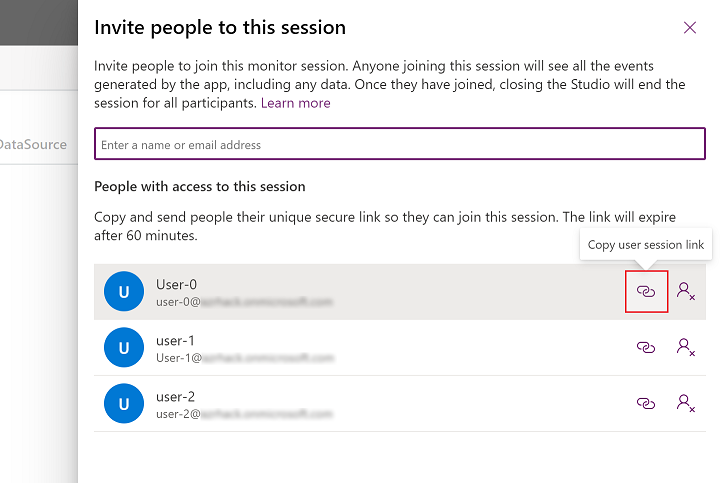 Invite people to this session
Invite people to join this monitor session. Anyone joining this session will see all the events
generated by the app, including any data. Once they have joined, closing the Studio will end the
session for all participants. Learn more
DataSource
Enter a name or email address
People with access to this session
Copy and send people their unique secure link so they can join this session. The link will expire
after 60 minutes.
Copy user session link
U
User-0
user-0@
U
user-1
User-1@
U
user-2
user-2@